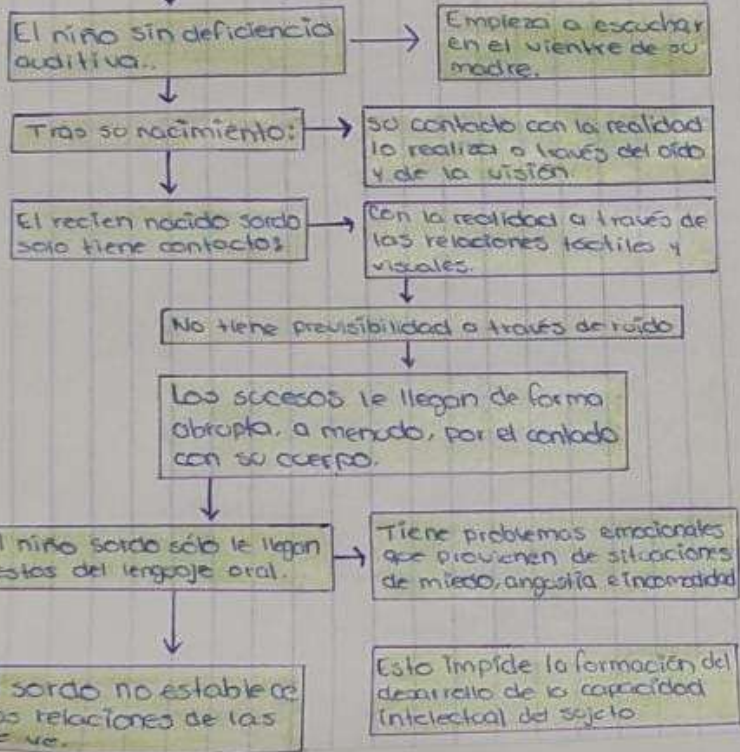 El niño sin deficiencia
auditiva..
Empieza a escuchar
en el vientre de su
madre.
Tras su nacimiento:
su contacto con la realidad
lo realiza a través del oído
y de la visión.
El recien nacido sordo
solo tiene contactos
con la realidad a través de
las relaciones táctiles y
visuales.
No tiene previsibilidad a través de ruido
Los sucesos le llegan de forma
abrupta, a menudo, por el contacto
con su cuerpo.
niño sordo sólo le llegan
del lenguaje oral.
Tiene problemas emocionales
que provienen de situaciones
de miedo, angustia e incomodidad
sordo no establece
relaciones de las
ve.
Esto impide la formación del
desarrollo de la capacidad
intelectual del sujeto